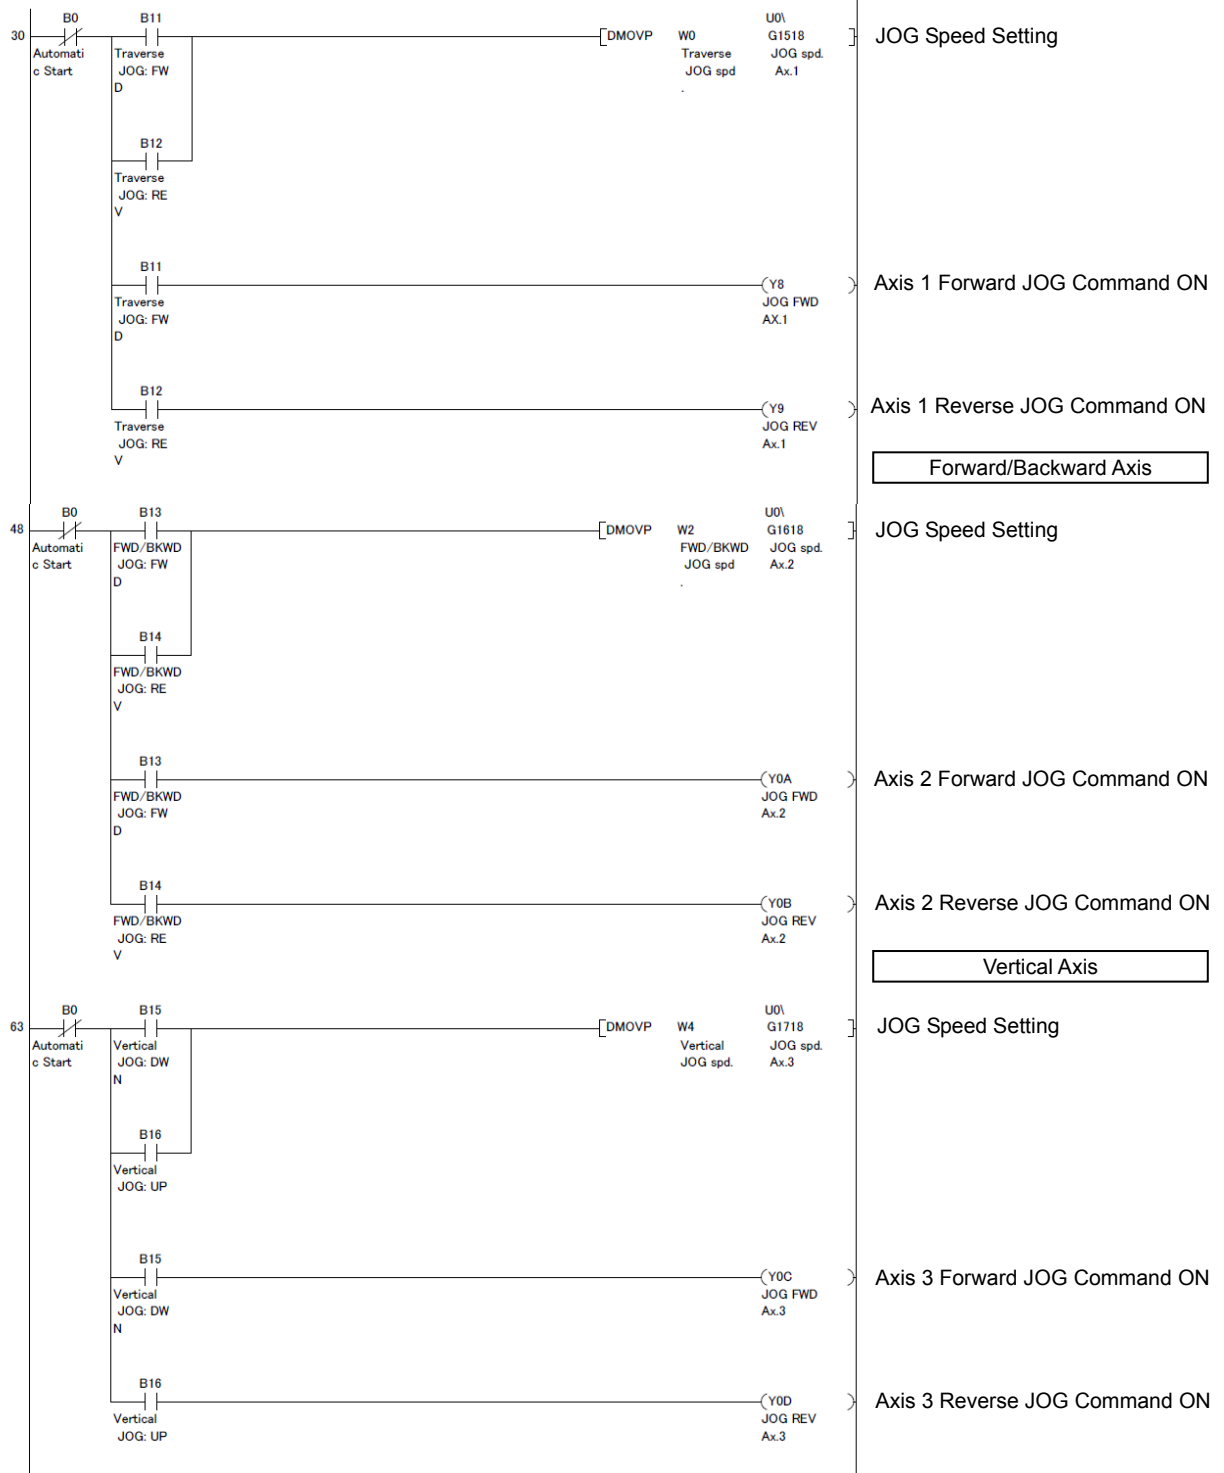 B0 B11 U0\
30 DMOVP W0 G1518 JOG Speed Setting
Automati Traverse Traverse JOG spd.
c Start JOG: FW JOG spd Ax.1
D .
B12
Traverse
JOG: RE
V
B11
Y8 Axis 1 Forward JOG Command ON
Traverse JOG FWD
JOG: FW AX.1
D
B12
Y9 Axis 1 Reverse JOG Command ON
Traverse JOG REV
JOG: RE Ax.1
V
Forward/Backward Axis
B0 B13 U0\
48 DMOVP W2 G1618 JOG Speed Setting
Automati FWD/BKWD FWD/BKWD JOG spd.
c Start JOG: FW JOG spd Ax.2
D .
B14
FWD/BKWD
JOG: RE
V
B13
Y0A Axis 2 Forward JOG Command ON
FWD/BKWD JOG FWD
JOG: FW Ax.2
D
B14
Y0B Axis 2 Reverse JOG Command ON
FWD/BKWD JOG REV
JOG: RE Ax.2
V
Vertical Axis
B0 B15 U0\
63 DMOVP W4 G1718 JOG Speed Setting
Automati Vertical Vertical JOG spd.
c Start JOG: DW JOG spd. Ax.3
N
B16
Vertical
JOG: UP
B15
Y0C Axis 3 Forward JOG Command ON
Vertical JOG FWD
JOG: DW Ax.3
N
B16
Y0D Axis 3 Reverse JOG Command ON
Vertical JOG REV
JOG: UP Ax.3